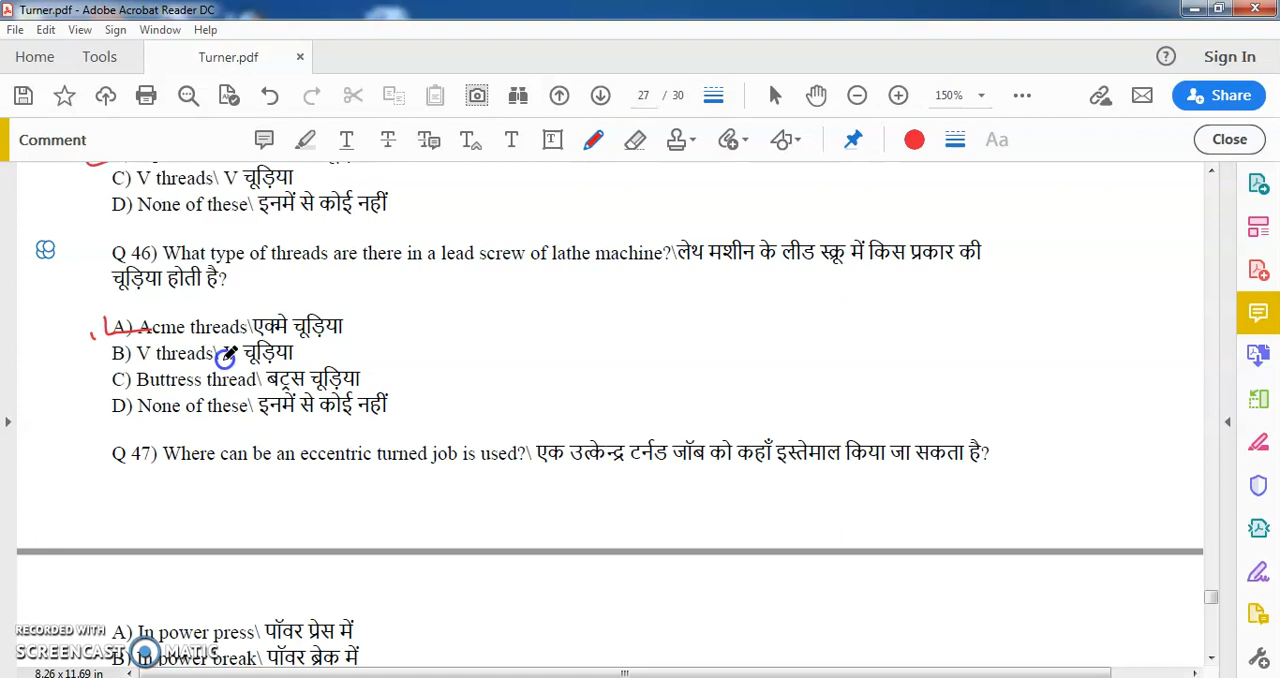 Turner.pdf - Adobe Acrobat Reader DC
File Edit View Sign Window Help
Home Tools Turner.pdf × ? Sign In
27 / 30 150% Share
Comment Aa Close
C) V threads\ V चूड़िया
D) None of these\ इनमें से कोई नहीं
Q 46) What type of threads are there in a lead screw of lathe machine?\लेथ मशीन के लीड स्क्रू में किस प्रकार की
चूड़िया होती है?
A) Acme threads\एक्मे चूड़िया
B) V threads\ V चूड़िया
C) Buttress thread\ बट्रस चूड़िया
D) None of these\ इनमें से कोई नहीं
Q 47) Where can be an eccentric turned job is used?\ एक उत्केन्द्र टर्नड जॉब को कहाँ इस्तेमाल किया जा सकता है?
A) In power press\ पॉवर प्रेस में
B) In power break\ पॉवर ब्रेक में
RECORDED WITH
SCREENCAST MATIC
8.26 x 11.69 in